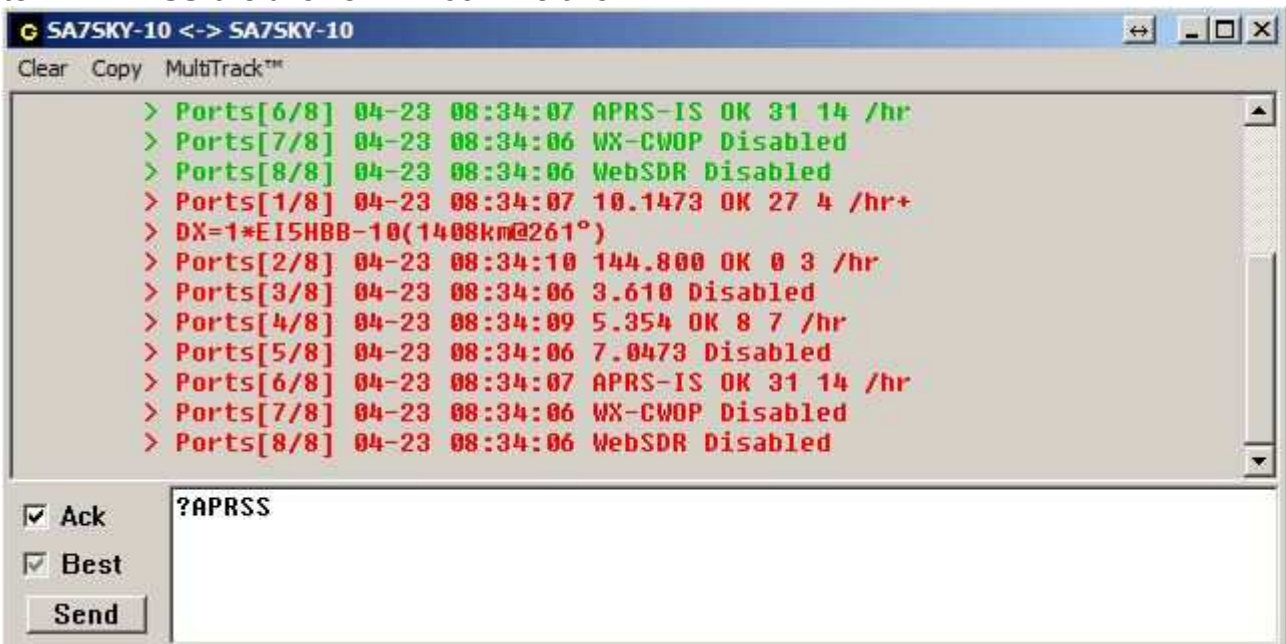 SA7SKY-10 <-> SA7SKY-10
Clear Copy MultiTrack™
> Ports[6/8] 04-23 08:34:07 APRS-IS OK 31 14 /hr
> Ports[7/8] 04-23 08:34:06 WX-CWOP Disabled
> Ports[8/8] 04-23 08:34:06 WebSDR Disabled
> Ports[1/8] 04-23 08:34:07 10.1473 OK 27 4 /hr+
> DX=1*EI5HBB-10(1408km@261°)
> Ports[2/8] 04-23 08:34:10 144.800 OK 0 3 /hr
> Ports[3/8] 04-23 08:34:06 3.610 Disabled
> Ports[4/8] 04-23 08:34:09 5.354 OK 8 7 /hr
> Ports[5/8] 04-23 08:34:06 7.0473 Disabled
> Ports[6/8] 04-23 08:34:07 APRS-IS OK 31 14 /hr
> Ports[7/8] 04-23 08:34:06 WX-CWOP Disabled
> Ports[8/8] 04-23 08:34:06 WebSDR Disabled
Ack
?APRSS
Best
Send